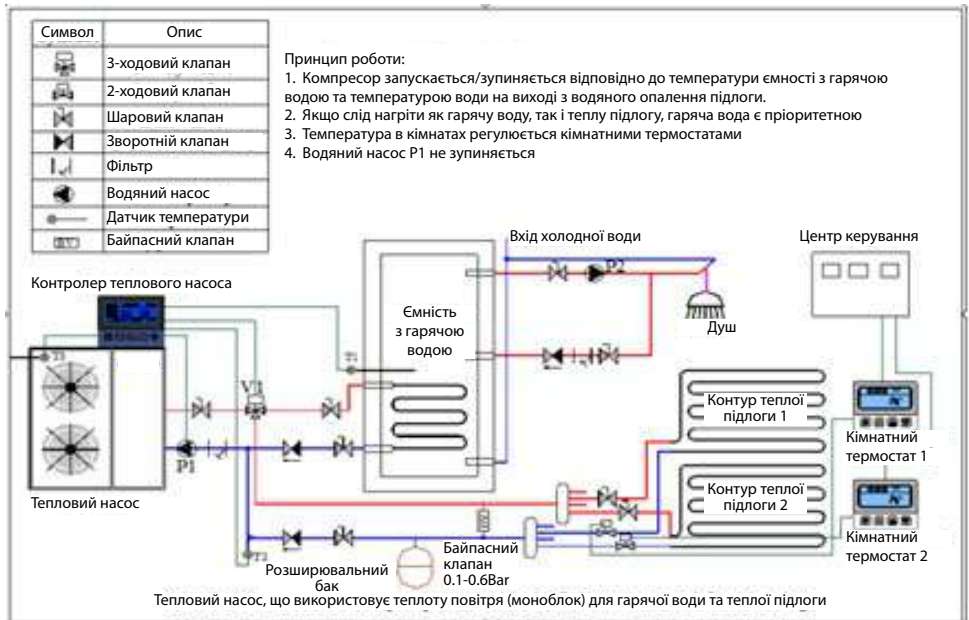 Символ Опис
3-ходовий клапан
2-ходовий клапан
Шаровий клапан
Зворотній клапан
Фільтр
Водяний насос
Датчик температури
Байпасний клапан
Принцип роботи:
1. Компресор запускається/зупиняється відповідно до температури ємності з гарячою
водою та температурою води на виході з водяного опалення підлоги.
2. Якщо слід нагріти як гарячу воду, так і теплу підлогу, гаряча вода є пріоритетною
3. Температура в кімнатах регулюється кімнатними термостатами
4. Водяний насос P1 не зупиняється
Вхід холодної води
Центр керування
Контролер теплового насоса
P2
Ємність
з гарячою
водою
Душ
T3
V1
Контур теплої
підлоги 1
Кімнатний
термостат 1
P1
Тепловий насос
Контур теплої
підлоги 2
Кімнатний
термостат 2
Розширювальний
бак
Байпасний
клапан
0.1-0.6Bar
Тепловий насос, що використовує теплоту повітря (моноблок) для гарячої води та теплої підлоги